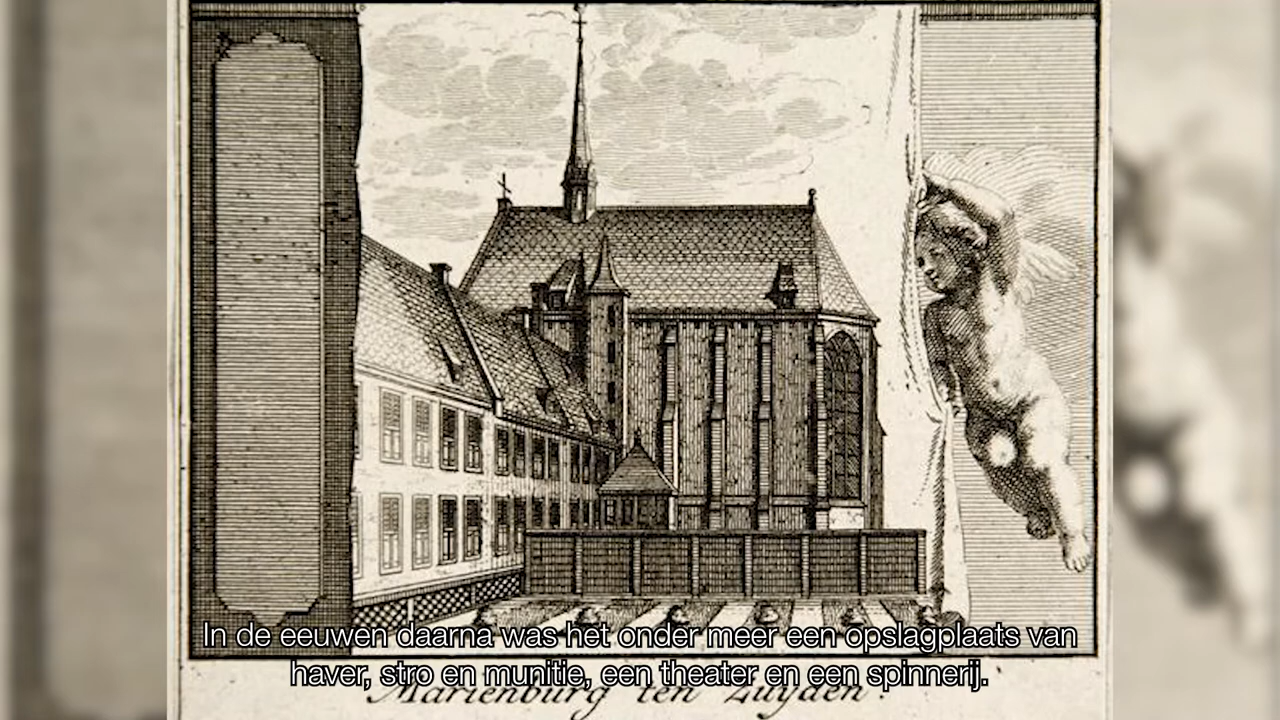 In de eeuwen daarna was het onder meer een opslagplaats van
haver, stro en munitie, een theater en een spinnerij.
Marienburg ten Zuyden.